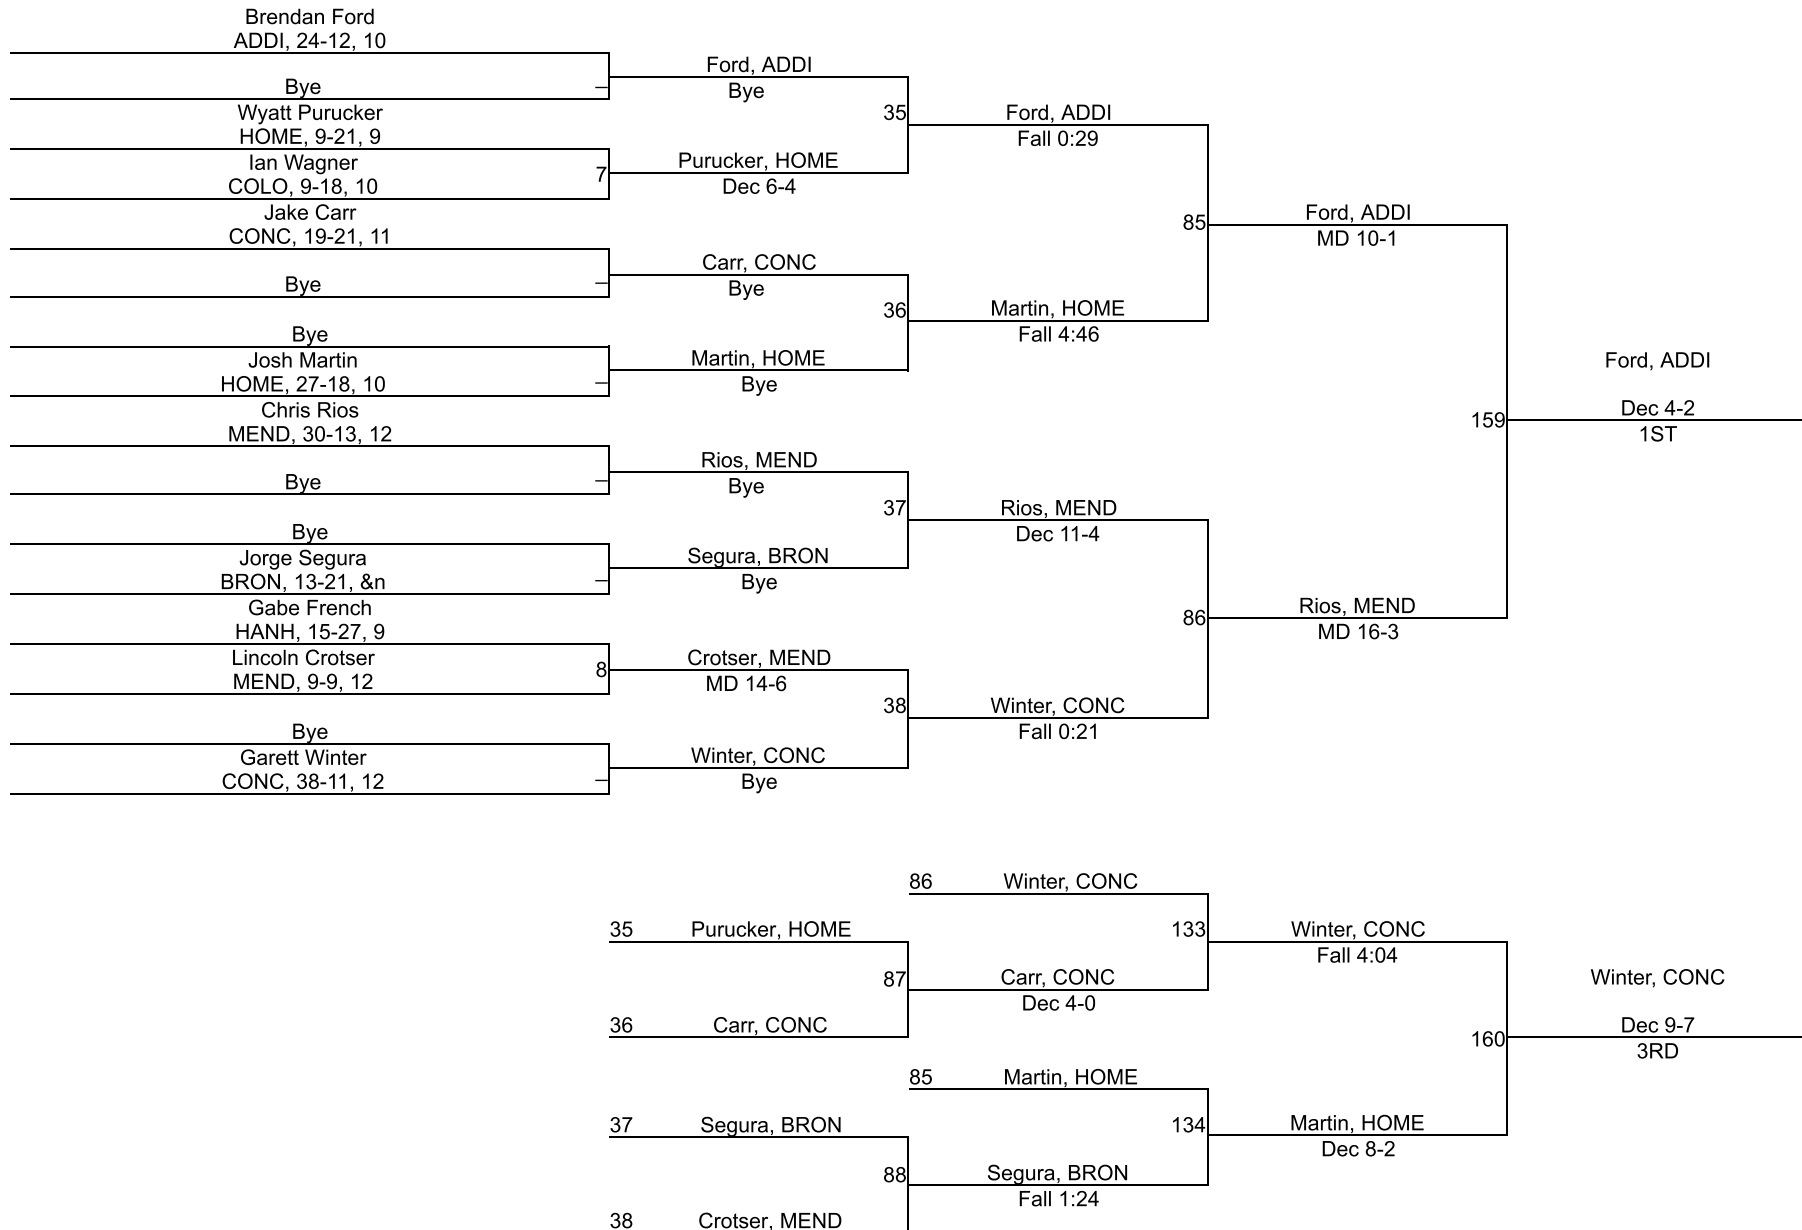 Brendan Ford
ADDI, 24-12, 10
Bye
Wyatt Purucker
HOME, 9-21, 9
Ian Wagner
COLO, 9-18, 10
Jake Carr
CONC, 19-21, 11
Bye
Bye
Josh Martin
HOME, 27-18, 10
Chris Rios
MEND, 30-13, 12
Bye
Bye
Jorge Segura
BRON, 13-21, &n
Gabe French
HANH, 15-27, 9
Lincoln Crotser
MEND, 9-9, 12
Bye
Garett Winter
CONC, 38-11, 12
–
7
–
–
–
–
8
–
Ford, ADDI
Bye
Purucker, HOME
Dec 6-4
Carr, CONC
Bye
Martin, HOME
Bye
Rios, MEND
Bye
Segura, BRON
Bye
Crotser, MEND
MD 14-6
Winter, CONC
Bye
35
36
37
38
Ford, ADDI
Fall 0:29
Martin, HOME
Fall 4:46
Rios, MEND
Dec 11-4
Winter, CONC
Fall 0:21
85
86
Ford, ADDI
MD 10-1
Rios, MEND
MD 16-3
159
Ford, ADDI
Dec 4-2
1ST
35 Purucker, HOME
36 Carr, CONC
37 Segura, BRON
38 Crotser, MEND
87
88
86 Winter, CONC
Carr, CONC
Dec 4-0
85 Martin, HOME
Segura, BRON
Fall 1:24
133
134
Winter, CONC
Fall 4:04
Martin, HOME
Dec 8-2
160
Winter, CONC
Dec 9-7
3RD